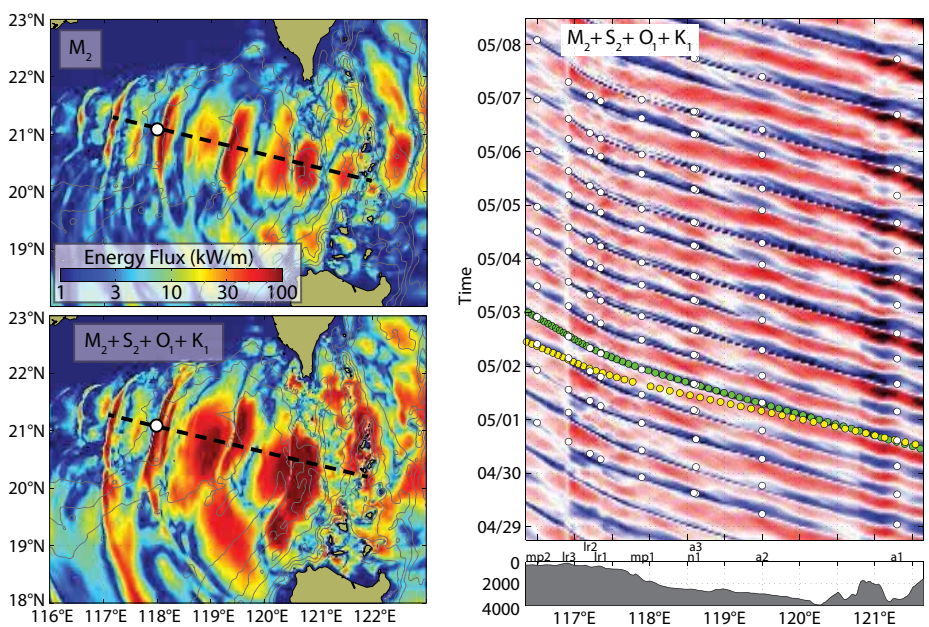 23°N
M₂
22°N
21°N
20°N
19°N
Energy Flux (kW/m)
1 3 10 30 100
23°N
M₂+ S₂+ O₁+ K₁
22°N
21°N
20°N
19°N
18°N
116°E 118°E 119°E 120°E 121°E 122°E
M₂+ S₂+ O₁+ K₁
Time
05/08
05/07
05/06
05/05
05/04
05/03
05/02
05/01
04/30
04/29
mp2 lr3 lr2 lr1 mp1 a3 n1 a2 a1
0
2000
4000
117°E 118°E 119°E 120°E 121°E